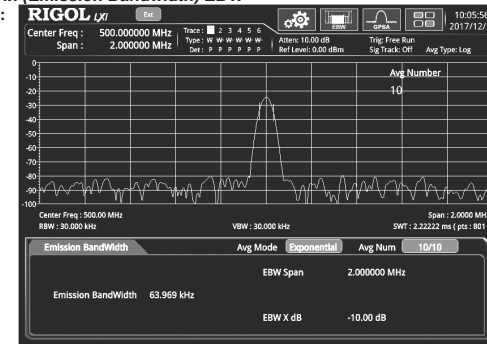 (Emission Bandwidth) EBW
:
RIGOL LXI Ext
Center Freq : 500.000000 MHz
Span : 2.000000 MHz
Trace : 1 2 3 4 5 6
Type : W W W W W W
Det : P P P P P P
Atten: 10.00 dB
Ref Level: 0.00 dBm
EBW
GPSA
Trig: Free Run
Sig Track: Off Avg Type: Log
10:05:56
2017/12/
Avg Number
10
0
-10
-20
-30
-40
-50
-60
-70
-80
-90
-100
Center Freq : 500.00 MHz
RBW : 30.000 kHz
VBW : 30.000 kHz
Span : 2.0000 MH
SWT : 2.22222 ms ( pts : 801
Emission BandWidth
Avg Mode Exponential Avg Num 10/10
EBW Span 2.000000 MHz
Emission BandWidth 63.969 kHz
EBW X dB -10.00 dB